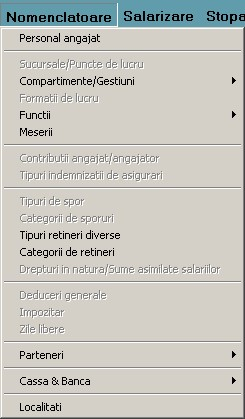 Nomenclatoare Salarizare Stopa
Personal angajat
Sucursale/Puncte de lucru
Compartimente/Gestiuni
Formatii de lucru
Functii
Meserii
Contributii angajat/angajator
Tipuri indemnizatii de asigurari
Tipuri de spor
Categorii de sporuri
Tipuri retineri diverse
Categorii de retineri
Drepturi in natura/Sume asimilate salariilor
Deduceri generale
Impozitar
Zile libere
Parteneri
Cassa & Banca
Localitati